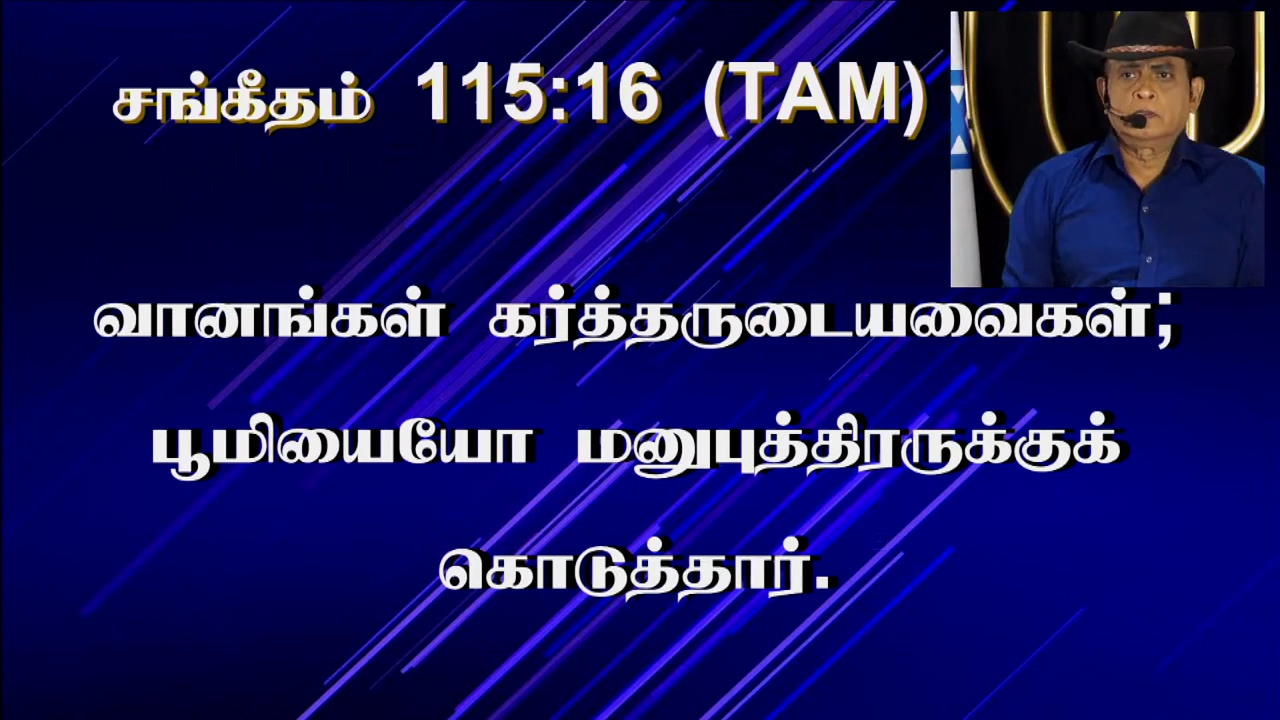 சங்கீதம் 115:16 (TAM)
வானங்கள் கர்த்தருடையவைகள்;
பூமியையோ மனுபுத்திரருக்குக்
கொடுத்தார்.